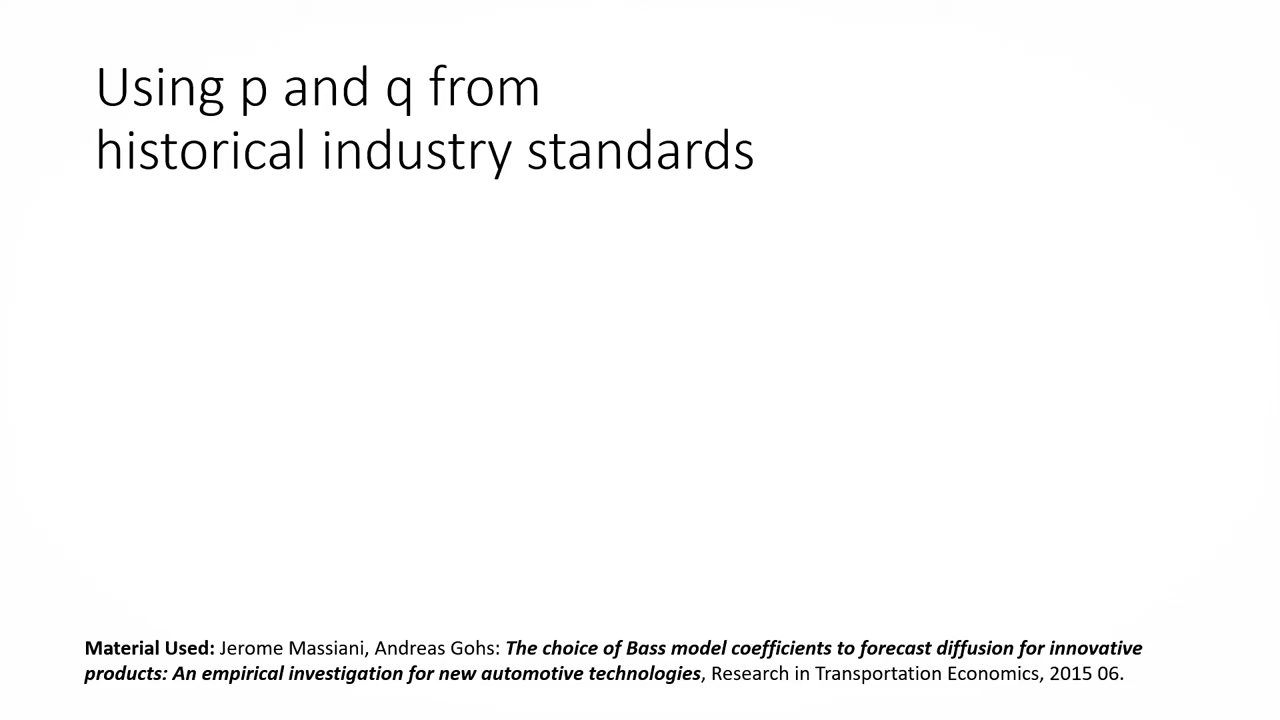 Using p and q from
historical industry standards
Material Used: Jerome Massiani, Andreas Gohs: The choice of Bass model coefficients to forecast diffusion for innovative
products: An empirical investigation for new automotive technologies, Research in Transportation Economics, 2015 06.